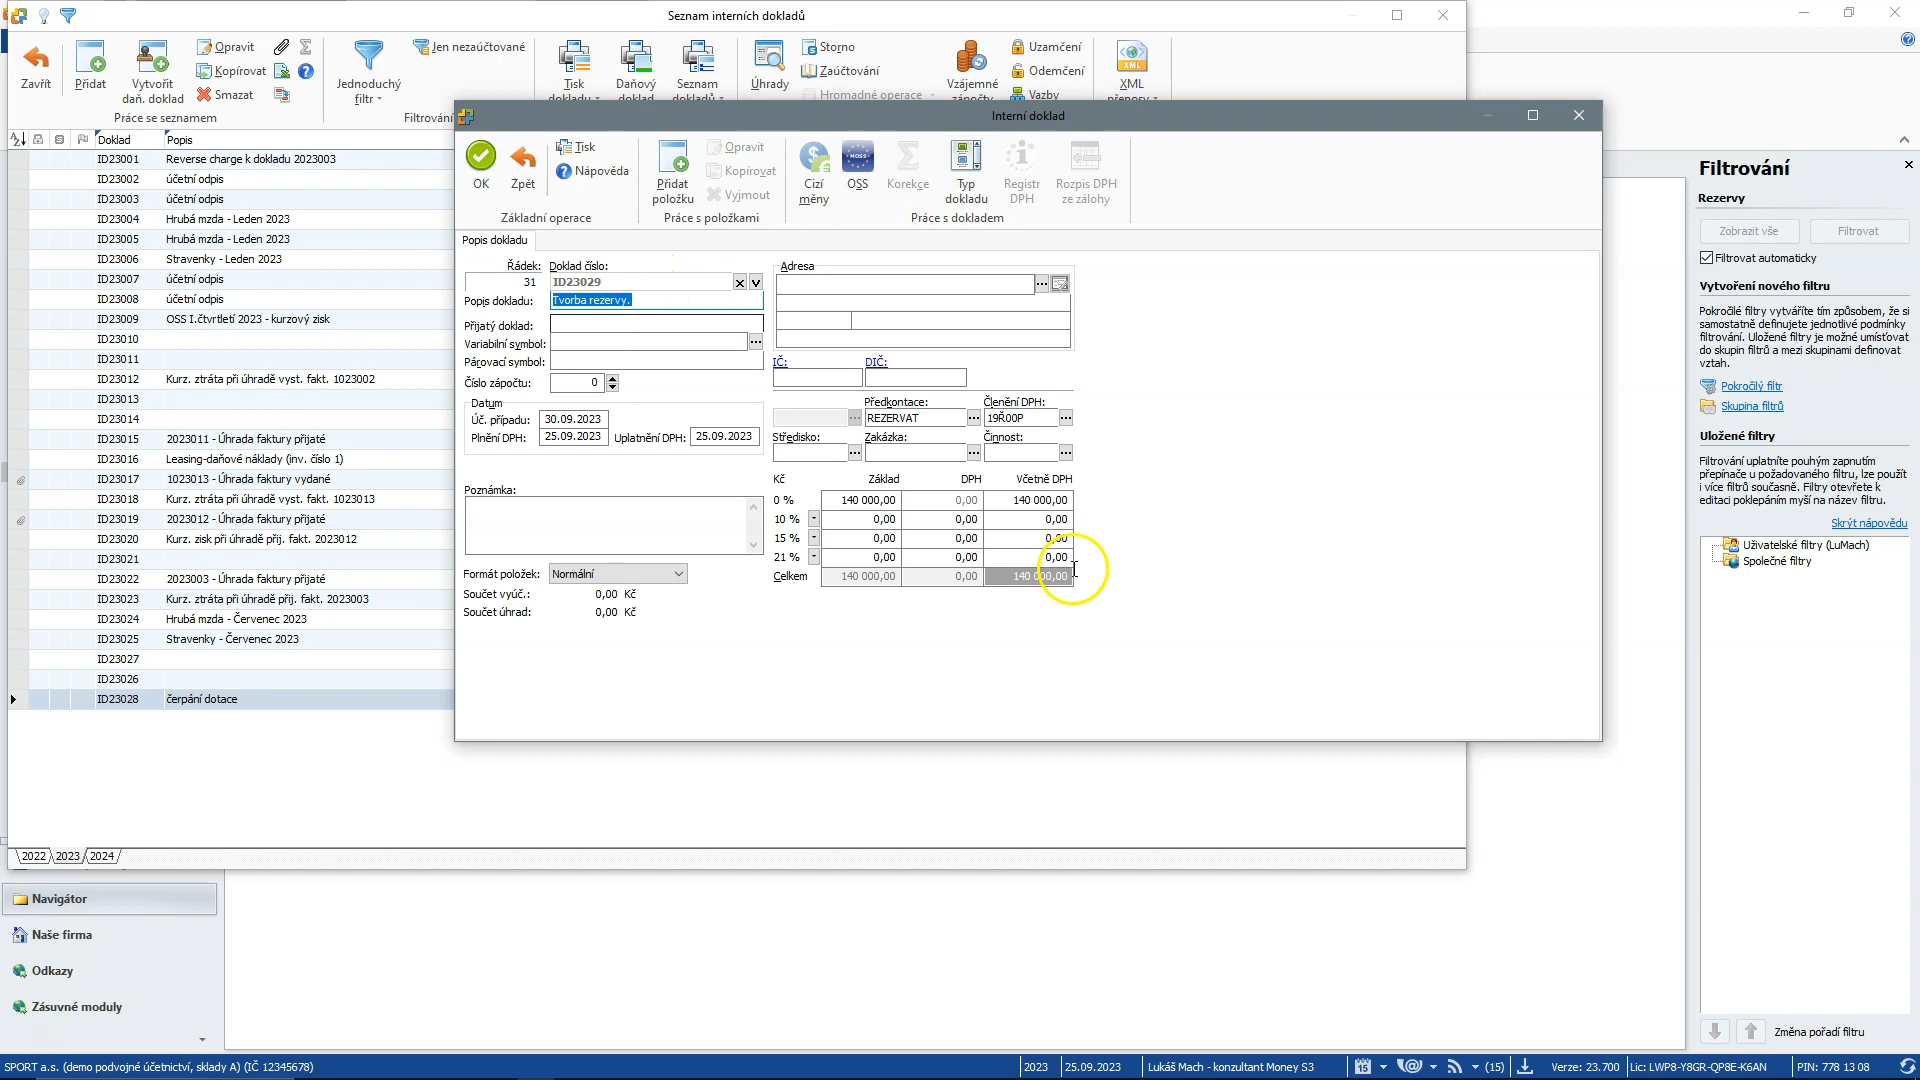 Seznam interních dokladů
Zavřít
Přidat
Vytvořit
daň. doklad
Opravit
Kopírovat
Smazat
Práce se seznamem
Jednoduchý
filtr
Jen nezaúčtované
Filtrování
Tisk
dokladu
Daňový
doklad
Seznam
dokladů
Úhrady
Storno
Zaúčtování
Hromadné operace
Vzájemné
zápočty
Uzamčení
Odemčení
Vazby
XML
přenosy
Doklad
Popis
ID23001 Reverse charge k dokladu 2023003
ID23002 účetní odpis
ID23003 účetní odpis
ID23004 Hrubá mzda - Leden 2023
ID23005 Hrubá mzda - Leden 2023
ID23006 Stravenky - Leden 2023
ID23007 účetní odpis
ID23008 účetní odpis
ID23009 OSS I.čtvrtletí 2023 - kurzový zisk
ID23010
ID23011
ID23012 Kurz. ztráta při úhradě vyst. fakt. 1023002
ID23013
ID23014
ID23015 2023011 - Úhrada faktury přijaté
ID23016 Leasing-daňové náklady (inv. číslo 1)
ID23017 1023013 - Úhrada faktury vydané
ID23018 Kurz. ztráta při úhradě vyst. fakt. 1023013
ID23019 2023012 - Úhrada faktury přijaté
ID23020 Kurz. zisk při úhradě přij. fakt. 2023012
ID23021
ID23022 2023003 - Úhrada faktury přijaté
ID23023 Kurz. ztráta při úhradě přij. fakt. 2023003
ID23024 Hrubá mzda - Červenec 2023
ID23025 Stravenky - Červenec 2023
ID23027
ID23026
ID23028 čerpání dotace
2022 2023 2024
Interní doklad
OK
Zpět
Tisk
Nápověda
Základní operace
Přidat
položku
Opravit
Kopírovat
Vyjmout
Práce s položkami
Cizí
měny
OSS
MOSS
Korekce
Typ
dokladu
Registr
DPH
Rozpis DPH
ze zálohy
Práce s dokladem
Popis dokladu
Řádek: Doklad číslo:
31 ID23029
Popis dokladu: Tvorba rezervy.
Přijatý doklad:
Variabilní symbol:
Párovací symbol:
Číslo zápočtu: 0
Datum
Úč. případu: 30.09.2023
Plnění DPH: 25.09.2023 Uplatnění DPH: 25.09.2023
Poznámka:
Formát položek: Normální
Součet vyúč.: 0,00 Kč
Součet úhrad: 0,00 Kč
Adresa
IČ: DIČ:
Předkontace: Členění DPH:
REZERVAT 19Ř00P
Středisko: Zakázka: Činnost:
Kč Základ DPH Včetně DPH
0 % 140 000,00 0,00 140 000,00
10 % 0,00 0,00 0,00
15 % 0,00 0,00 0,00
21 % 0,00 0,00 0,00
Celkem 140 000,00 0,00 140 000,00
Filtrování
Rezervy
Zobrazit vše
Filtrovat
Filtrovat automaticky
Vytvoření nového filtru
Pokročilé filtry vytváříte tím způsobem, že si
samostatně definujete jednotlivé podmínky
filtrování. Uložené filtry je možné umísťovat
do skupin filtrů a mezi skupinami definovat
vztah.
Pokročilý filtr
Skupina filtrů
Uložené filtry
Filtrování uplatníte pouhým zapnutím
přepínače u požadovaného filtru, lze použít
i více filtrů současně. Filtry otevřete k
editaci poklepáním myší na název filtru.
Skrýt nápovědu
Uživatelské filtry (LuMach)
Společné filtry
Změna pořadí filtru
Navigátor
Naše firma
Odkazy
Zásuvné moduly
SPORT a.s. (demo podvojné účetnictví, sklady A) (IČ 12345678)
2023
25.09.2023
Lukáš Mach - konzultant Money S3
15
(15)
Verze: 23.700
Lic: LWP8-Y8GR-QP8E-K6AN
PIN: 778 13 08